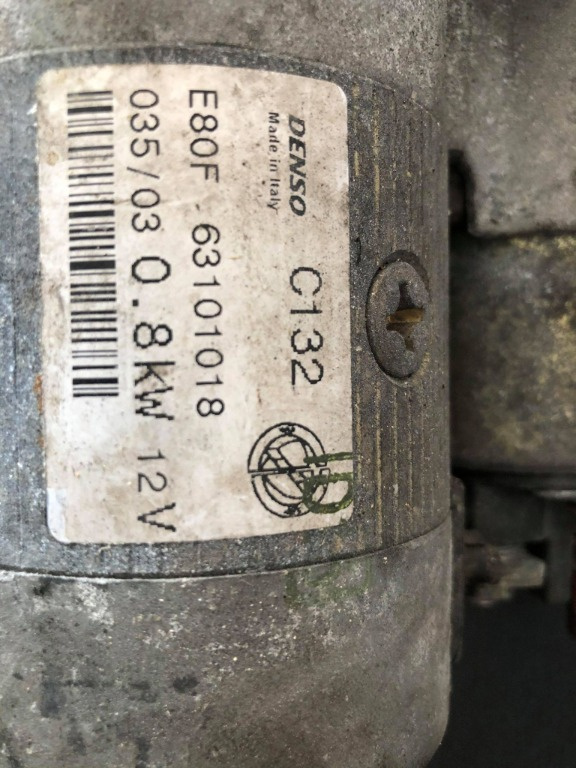 DENSO
Made in Italy
C132
E80F 63101018
035/03 0.8kW 12V